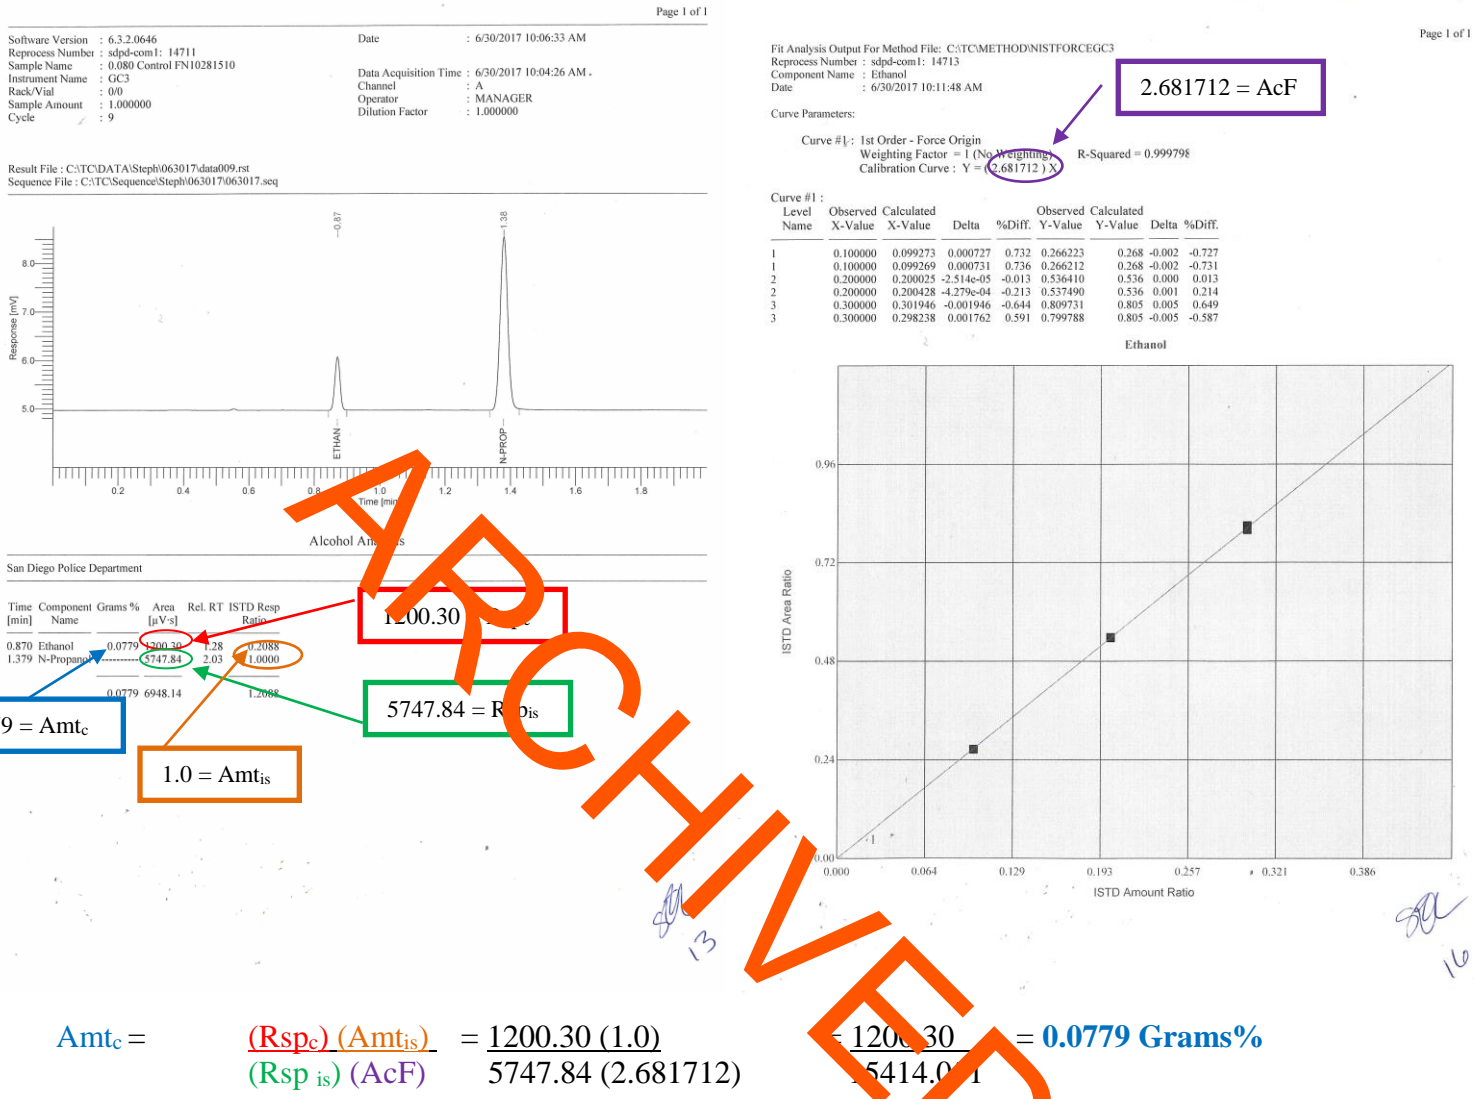 Page 1 of 1
Software Version : 6.3.2.0646
Reprocess Number : sdpd-com1: 14711
Sample Name : 0.080 Control FN10281510
Instrument Name : GC3
Rack/Vial : 0/0
Sample Amount : 1.000000
Cycle : 9
Date : 6/30/2017 10:06:33 AM
Data Acquisition Time : 6/30/2017 10:04:26 AM
Channel : A
Operator : MANAGER
Dilution Factor : 1.000000
Result File : C:\TC\DATA\Steph\063017\data009.rst
Sequence File : C:\TC\Sequence\Steph\063017\063017.seq
0.87
1.38
8.0
7.0
6.0
5.0
Response [mV]
ETHAN
N-PROP
0.2 0.4 0.6 0.8 1.0 1.2 1.4 1.6 1.8
Time [min
Alcohol
San Diego Police Department
Time Component Grams % Area Rel. RT ISTD Resp
[min] Name [µV·s] Ratio
0.870 Ethanol 0.0779 1200.30 1.28 0.2088
1.379 N-Propanol ---------- 5747.84 2.03 1.0000
0.0779 6948.14 1.2088
1200.30
5747.84 = Rspis
9 = Amtc
1.0 = Amtis
13
Page 1 of 1
Fit Analysis Output For Method File: C:\TC\METHOD\NISTFORCEGC3
Reprocess Number : sdpd-com1: 14713
Component Name : Ethanol
Date : 6/30/2017 10:11:48 AM
2.681712 = AcF
Curve Parameters:
Curve #1 : 1st Order - Force Origin
Weighting Factor = 1 (No Weighting) R-Squared = 0.999798
Calibration Curve : Y = ( 2.681712 ) X
Curve #1 :
Level Observed Calculated Observed Calculated
Name X-Value X-Value Delta %Diff. Y-Value Y-Value Delta %Diff.
1 0.100000 0.099273 0.000727 0.732 0.266223 0.268 -0.002 -0.727
1 0.100000 0.099269 0.000731 0.736 0.266212 0.268 -0.002 -0.731
2 0.200000 0.200025 -2.514e-05 -0.013 0.536410 0.536 0.000 0.013
2 0.200000 0.200428 -4.279e-04 -0.213 0.537490 0.536 0.001 0.214
3 0.300000 0.301946 -0.001946 -0.644 0.809731 0.805 0.005 0.649
3 0.300000 0.298238 0.001762 0.591 0.799788 0.805 -0.005 -0.587
Ethanol
0.96
0.72
0.48
0.24
0.00
ISTD Area Ratio
1
0.000 0.064 0.129 0.193 0.257 0.321 0.386
ISTD Amount Ratio
16
Amtc = (Rspc) (Amtis) = 1200.30 (1.0) = 1200.30 = 0.0779 Grams%
(Rsp is) (AcF) 5747.84 (2.681712)
ARCHIVE